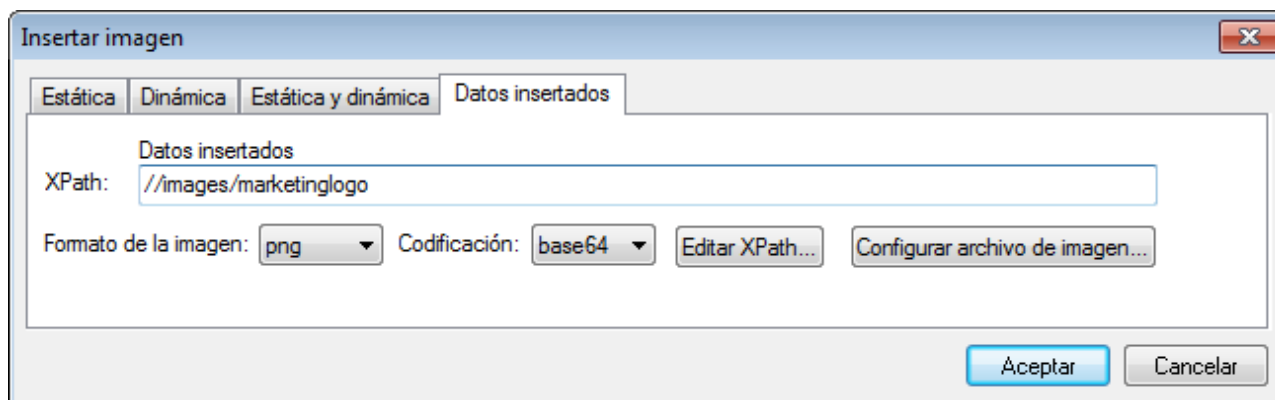 Insertar imagen
Estática Dinámica Estática y dinámica Datos insertados
Datos insertados
XPath: //images/marketinglogo
Formato de la imagen: png Codificación: base64 Editar XPath... Configurar archivo de imagen...
Aceptar Cancelar